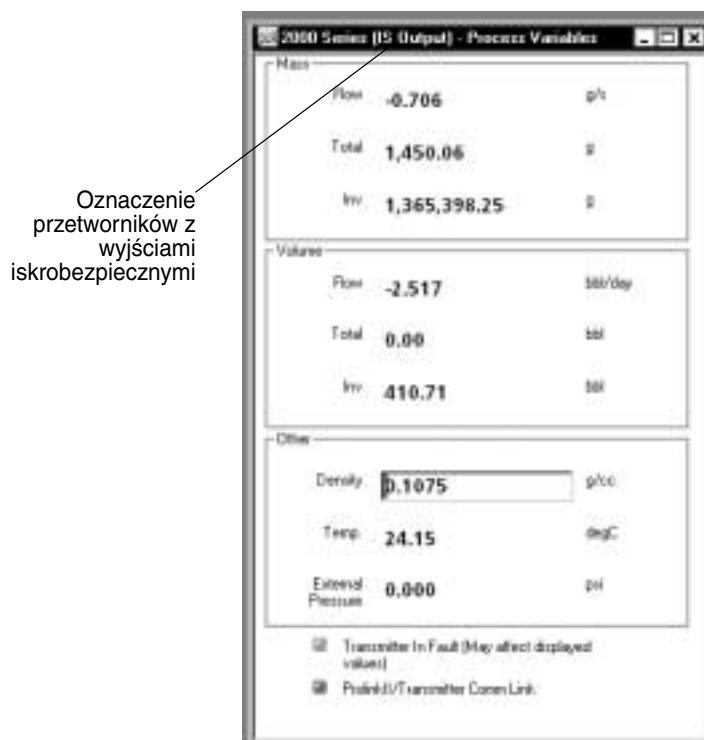 2000 Series (IS Output) - Process Variables
Mass
Flow -0.706 g/s
Total 1,450.06 g
Inv 1,365,398.25 g
Oznaczenie
przetworników z
wyjściami
iskrobezpiecznymi
Volume
Flow -2.517 bbl/day
Total 0.00 bbl
Inv 410.71 bbl
Other
Density 0.1075 g/cc
Temp. 24.15 degC
External
Pressure 0.000 psi
Transmitter In Fault (May affect displayed
values)
ProlinkII/Transmitter Comm Link